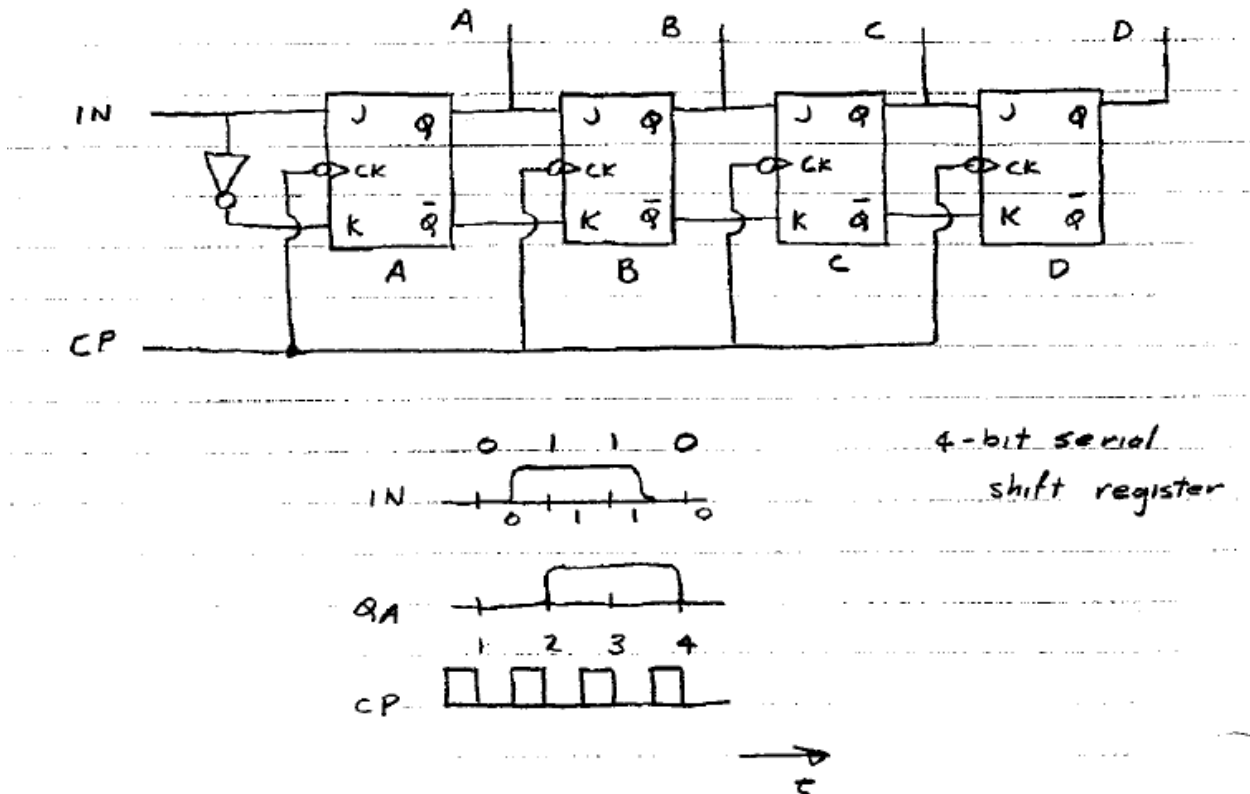 A B C D
IN J Q J Q J Q J Q
CK CK CK CK
K Q̄ K Q̄ K Q̄ K Q̄
A B C D
CP
0 1 1 0
4-bit serial
shift register
IN
0 1 1 0
QA
1 2 3 4
CP
t